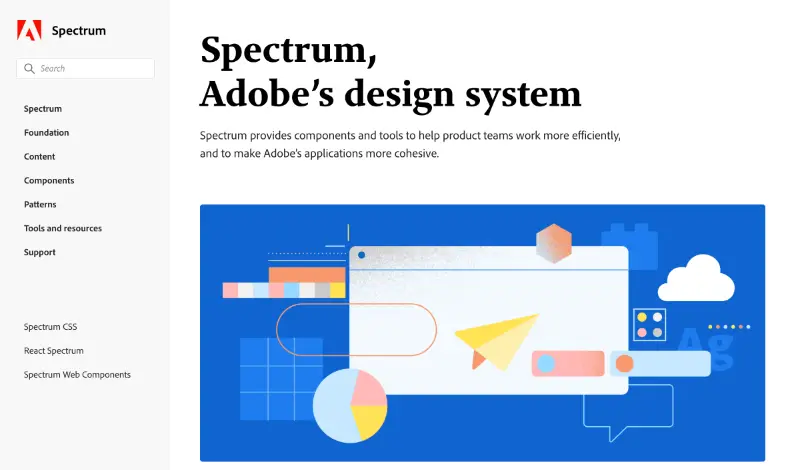 Spectrum
Search
Spectrum
Foundation
Content
Components
Patterns
Tools and resources
Support
Spectrum CSS
React Spectrum
Spectrum Web Components
Spectrum,
Adobe’s design system
Spectrum provides components and tools to help product teams work more efficiently,
and to make Adobe’s applications more cohesive.
Ag